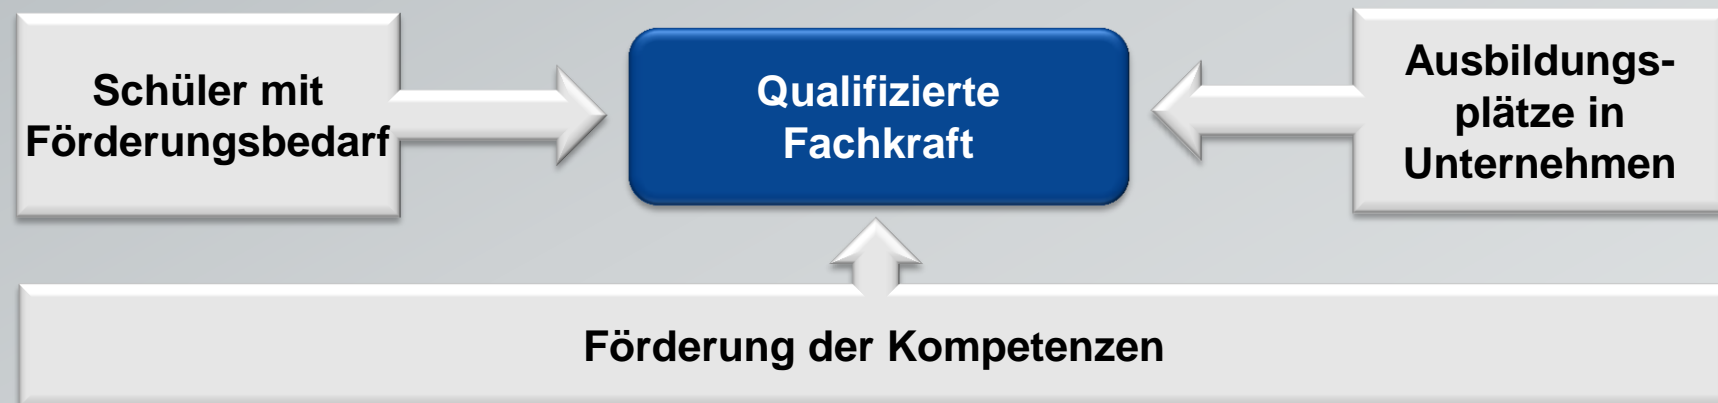 Schüler mit
Förderungsbedarf
Qualifizierte
Fachkraft
Ausbildungs-
plätze in
Unternehmen
Förderung der Kompetenzen